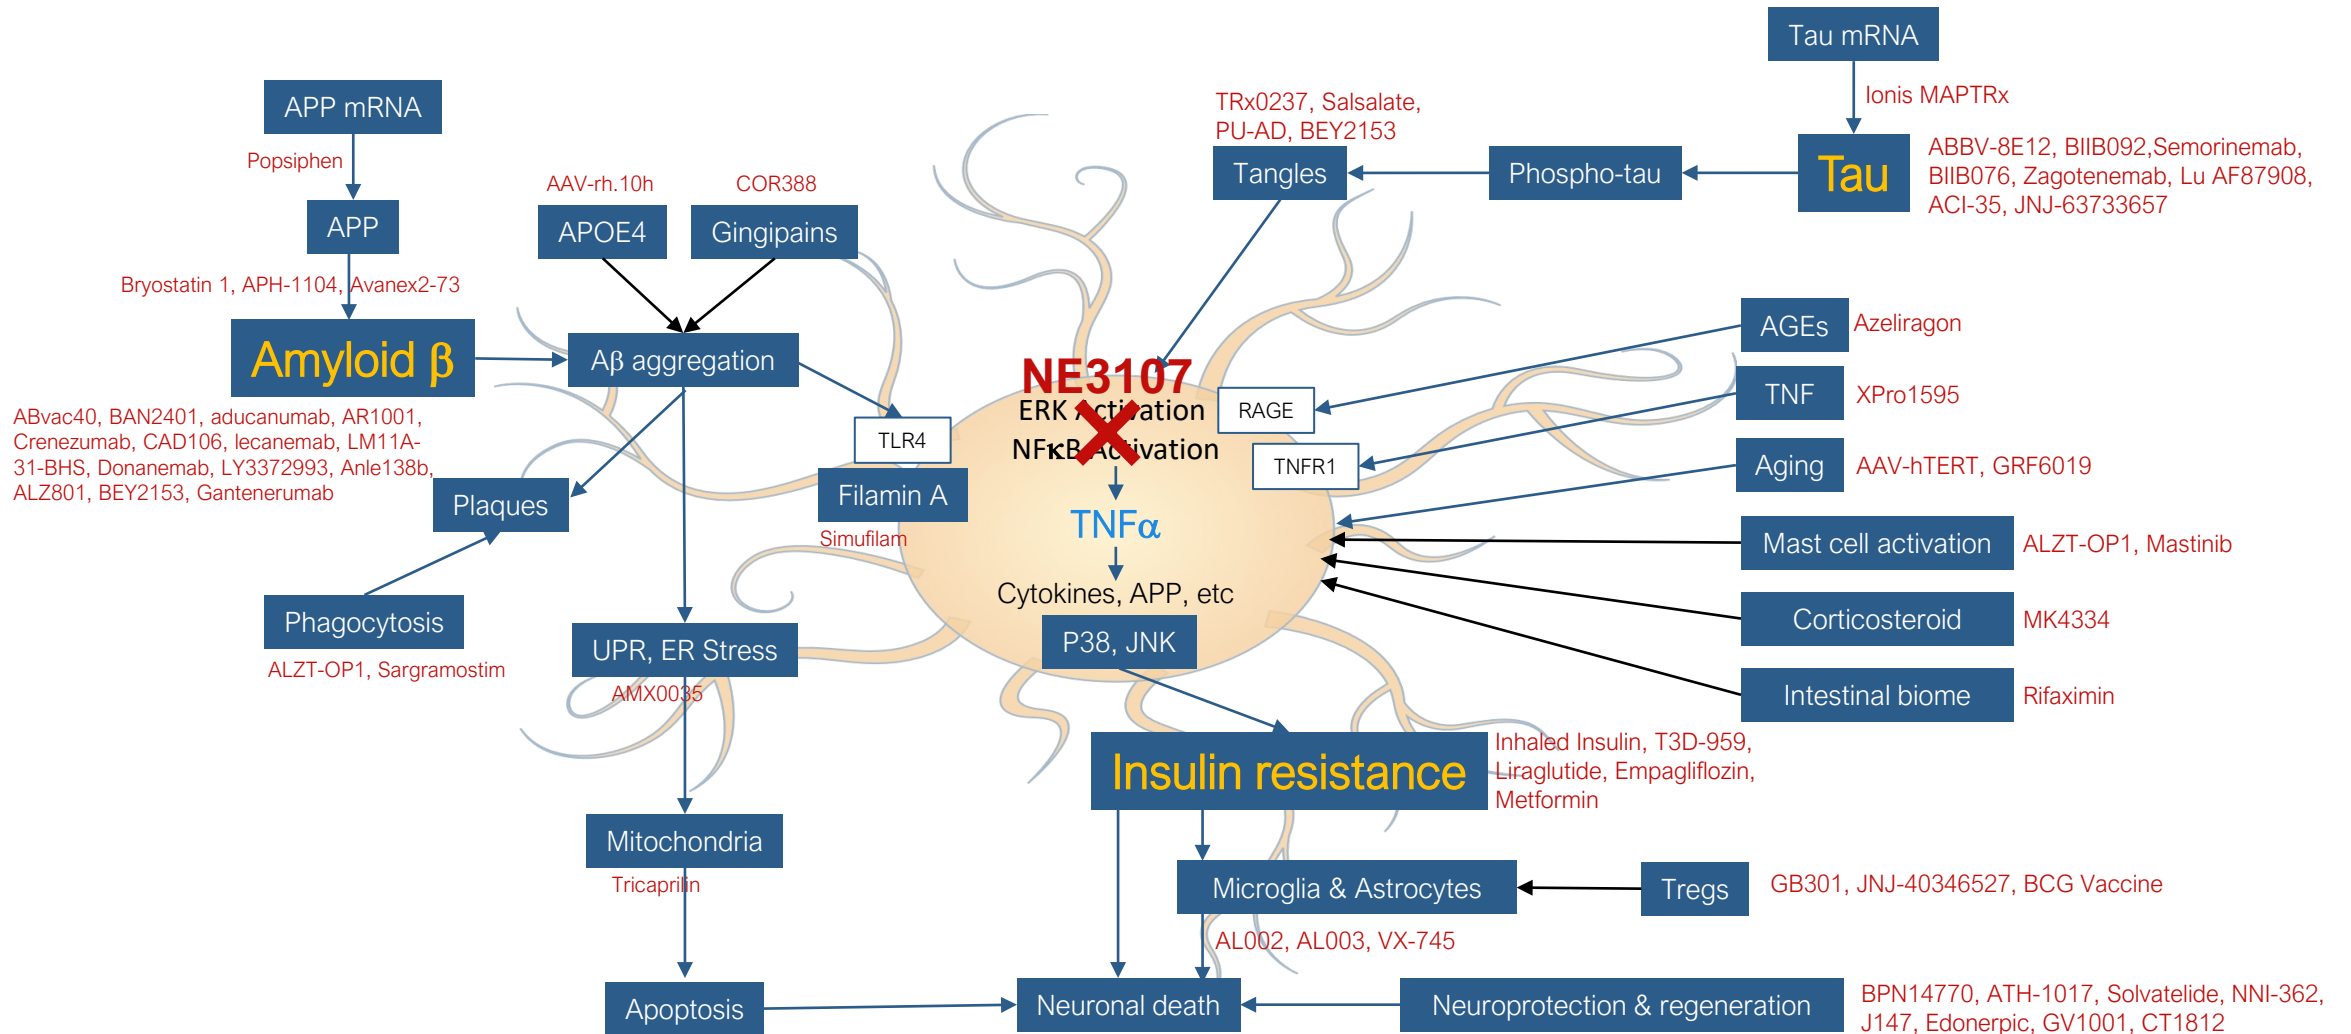 Tau mRNA
Ionis MAPTRx
APP mRNA
Popsiphen
APP
Bryostatin 1, APH-1104, Avanex2-73
Amyloid β
ABvac40, BAN2401, aducanumab, AR1001,
Crenezumab, CAD106, lecanemab, LM11A-
31-BHS, Donanemab, LY3372993, Anle138b,
ALZ801, BEY2153, Gantenerumab
AAV-rh.10h
APOE4
COR388
Gingipains
Aβ aggregation
TRx0237, Salsalate,
PU-AD, BEY2153
Tangles
Phospho-tau
Tau
ABBV-8E12, BIIB092,Semorinemab,
BIIB076, Zagotenemab, Lu AF87908,
ACI-35, JNJ-63733657
NE3107
ERK Activation
NFκB Activation
TNFα
Cytokines, APP, etc
P38, JNK
TLR4
Filamin A
Simufilam
RAGE
TNFR1
AGEs
Azeliragon
TNF
XPro1595
Aging
AAV-hTERT, GRF6019
Mast cell activation
ALZT-OP1, Mastinib
Corticosteroid
MK4334
Intestinal biome
Rifaximin
Plaques
Phagocytosis
ALZT-OP1, Sargramostim
UPR, ER Stress
AMX0035
Mitochondria
Tricaprilin
Apoptosis
Insulin resistance
Inhaled Insulin, T3D-959,
Liraglutide, Empagliflozin,
Metformin
Microglia & Astrocytes
AL002, AL003, VX-745
Tregs
GB301, JNJ-40346527, BCG Vaccine
Neuronal death
Neuroprotection & regeneration
BPN14770, ATH-1017, Solvatelide, NNI-362,
J147, Edonerpic, GV1001, CT1812